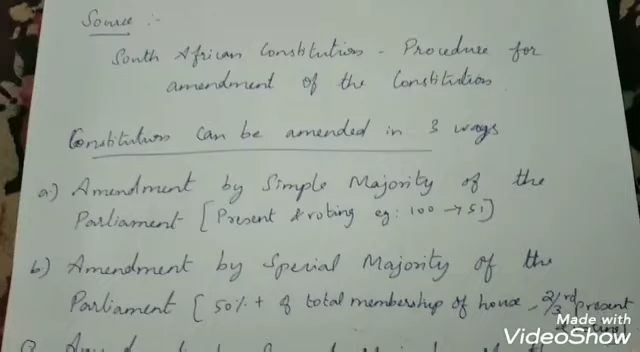 Source :-
South African Constitution - Procedure for
amendment of the Constitution
Constitution can be amended in 3 ways
a) Amendment by Simple Majority of the
Parliament [Present & voting eg: 100 → 51]
b) Amendment by Special Majority of the
Parliament [50% + of total membership of house - 2/3rd present
Made with
VideoShow